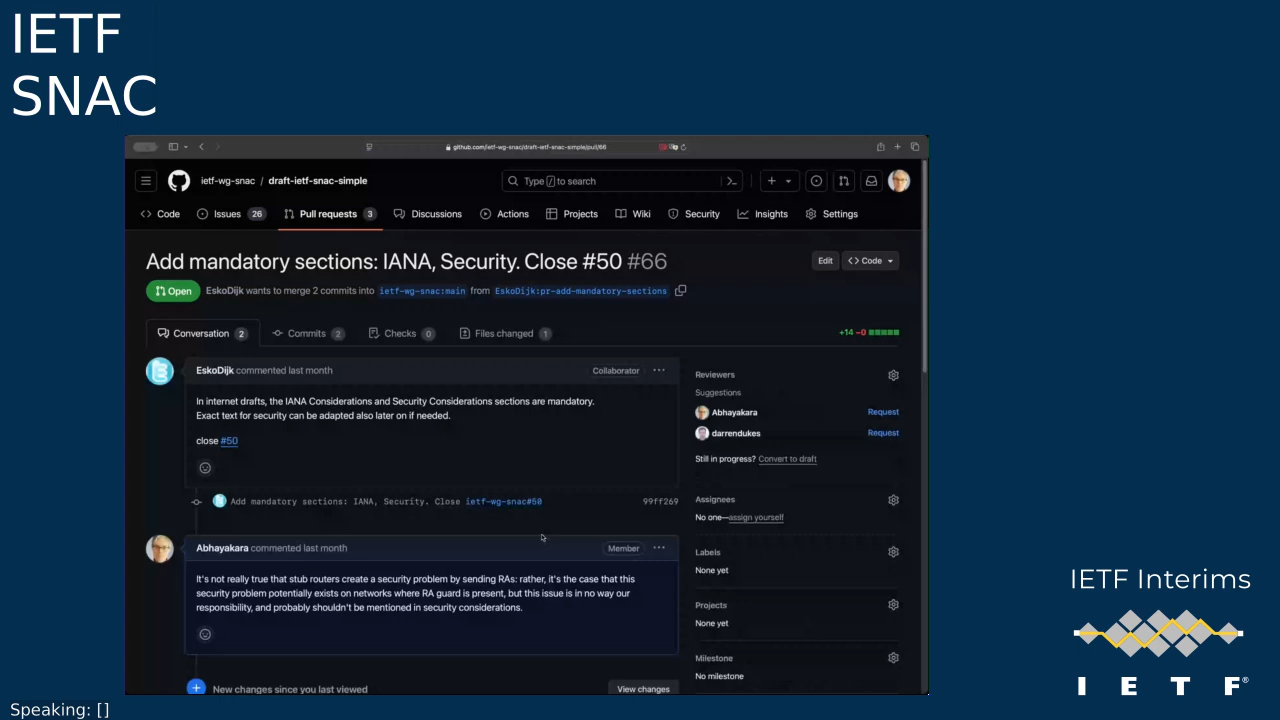 IETF
SNAC
github.com/ietf-wg-snac/draft-ietf-snac-simple/pull/66
ietf-wg-snac / draft-ietf-snac-simple
Type / to search
Code
Issues 26
Pull requests 3
Discussions
Actions
Projects
Wiki
Security
Insights
Settings
Add mandatory sections: IANA, Security. Close #50 #66
Edit
<> Code
Open
EskoDijk wants to merge 2 commits into ietf-wg-snac:main from EskoDijk:pr-add-mandatory-sections
Conversation 2
Commits 2
Checks 0
Files changed 1
+14 −0
EskoDijk commented last month
Collaborator
In internet drafts, the IANA Considerations and Security Considerations sections are mandatory.
Exact text for security can be adapted also later on if needed.
close #50
Add mandatory sections: IANA, Security. Close ietf-wg-snac#50
99ff269
Abhayakara commented last month
Member
It's not really true that stub routers create a security problem by sending RAs: rather, it's the case that this
security problem potentially exists on networks where RA guard is present, but this issue is in no way our
responsibility, and probably shouldn't be mentioned in security considerations.
New changes since you last viewed
View changes
Reviewers
Suggestions
Abhayakara
Request
darrendukes
Request
Still in progress? Convert to draft
Assignees
No one—assign yourself
Labels
None yet
Projects
None yet
Milestone
No milestone
IETF Interims
I E T F®
Speaking: []